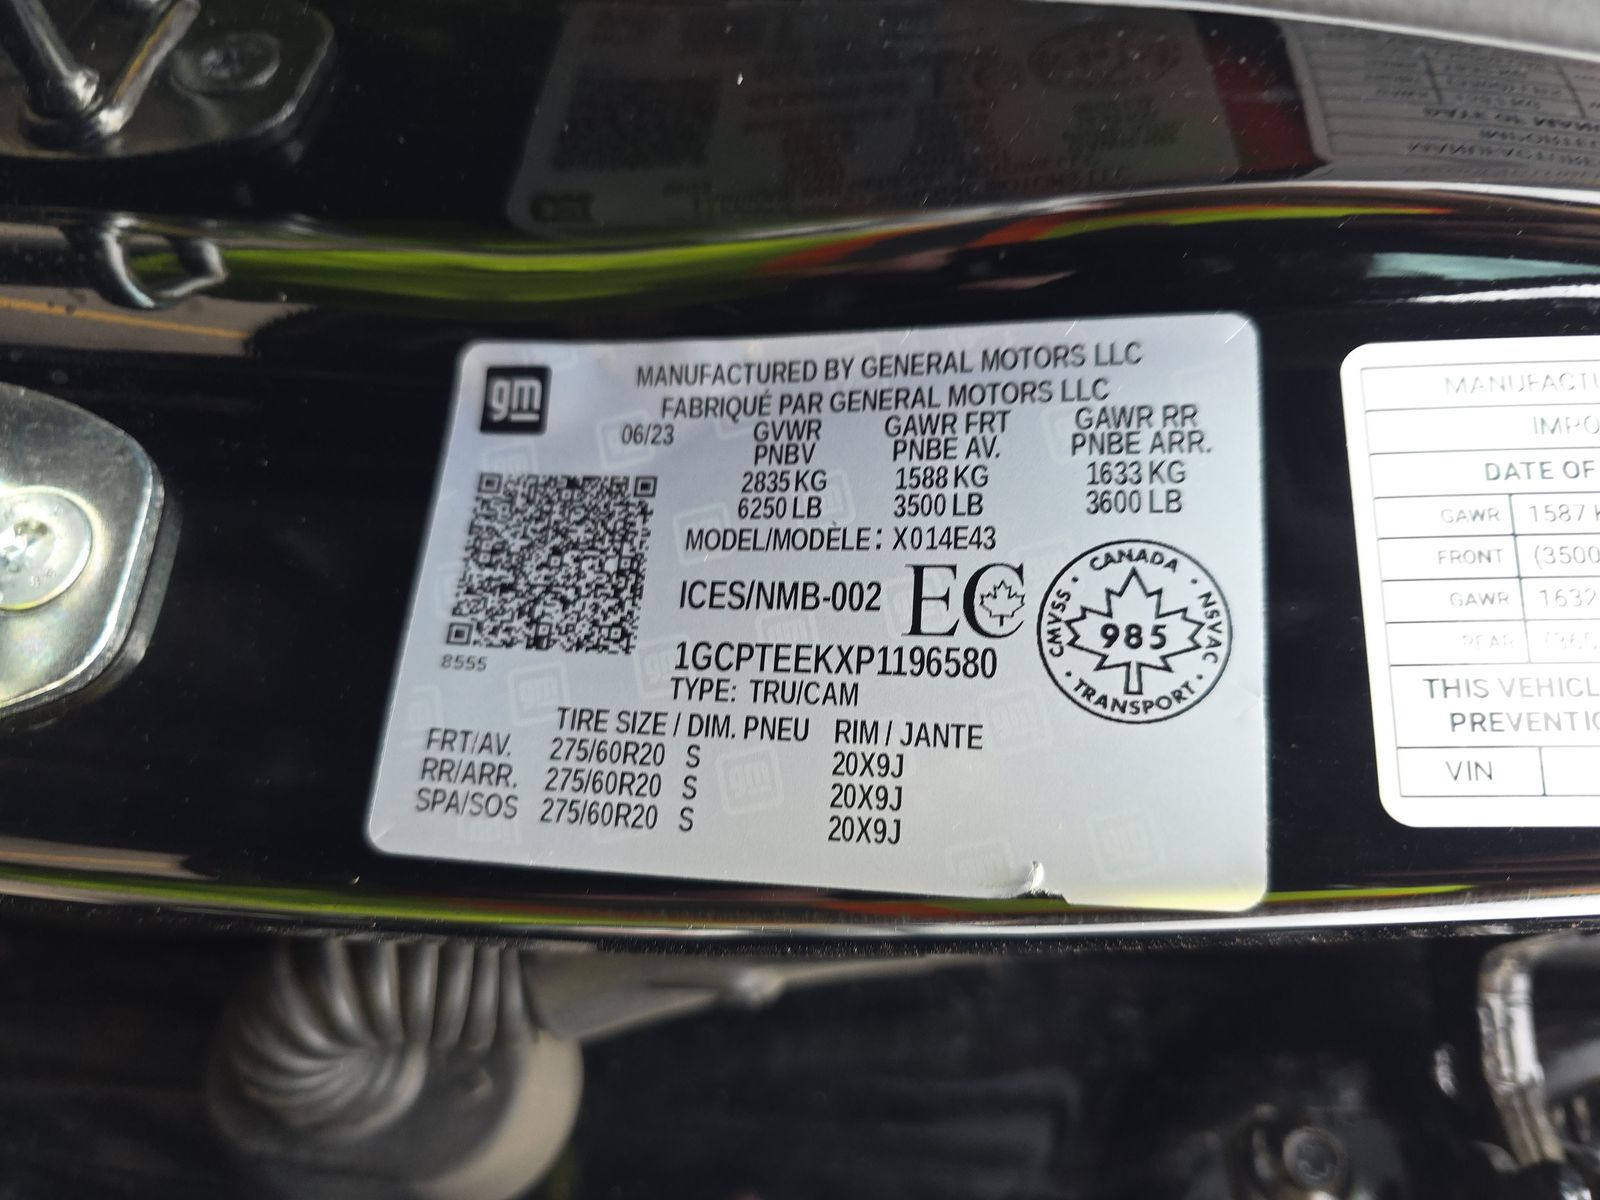 gm
MANUFACTURED BY GENERAL MOTORS LLC
FABRIQUÉ PAR GENERAL MOTORS LLC
06/23 GVWR GAWR FRT GAWR RR
PNBV PNBE AV. PNBE ARR.
2835 KG 1588 KG 1633 KG
6250 LB 3500 LB 3600 LB
MODEL/MODÈLE: X014E43
ICES/NMB-002 EC
CANADA
CMVSS 985 NSVAC
TRANSPORT
8555
1GCPTEEKXP1196580
TYPE: TRU/CAM
TIRE SIZE / DIM. PNEU RIM / JANTE
FRT/AV. 275/60R20 S 20X9J
RR/ARR. 275/60R20 S 20X9J
SPA/SOS 275/60R20 S 20X9J
MANUFACTU
IMPO
DATE OF
GAWR 1587
FRONT (3500
GAWR 1632
REAR (360
THIS VEHICL
PREVENTIO
VIN